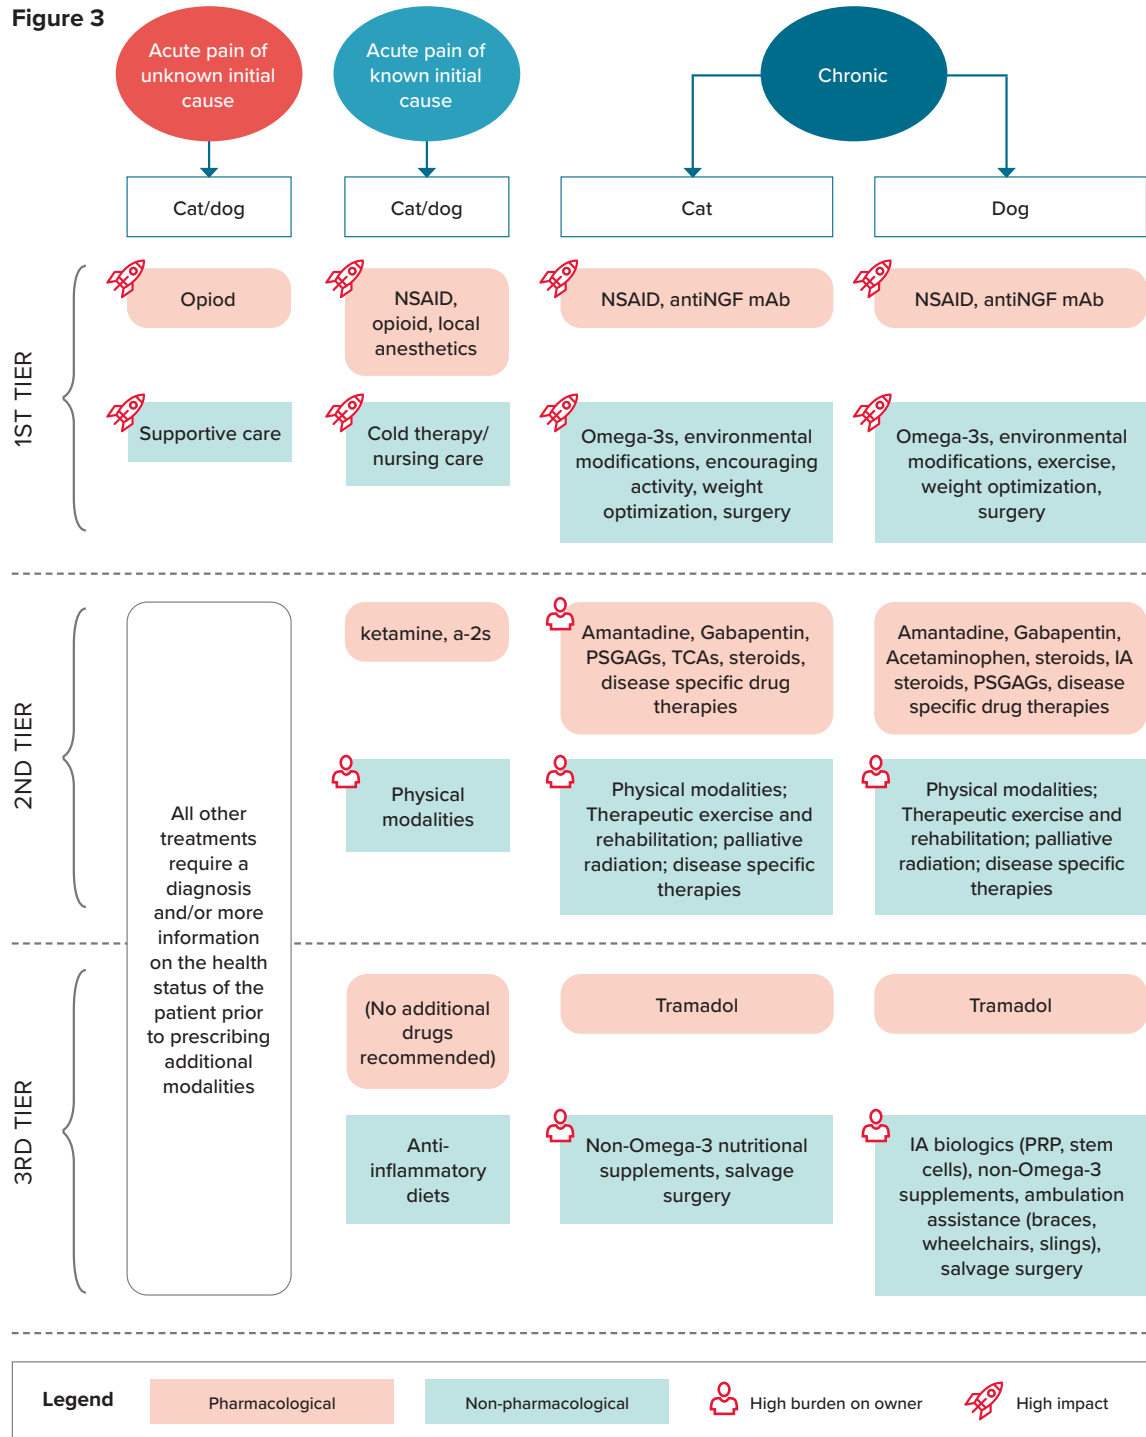 Figure 3
Acute pain of
unknown initial
cause
Acute pain of
known initial
cause
Chronic
Cat/dog
Cat/dog
Cat
Dog
1ST TIER
Opiod
NSAID,
opioid, local
anesthetics
NSAID, antiNGF mAb
NSAID, antiNGF mAb
Supportive care
Cold therapy/
nursing care
Omega-3s, environmental
modifications, encouraging
activity, weight
optimization, surgery
Omega-3s, environmental
modifications, exercise,
weight optimization,
surgery
2ND TIER
All other
treatments
require a
diagnosis
and/or more
information
on the health
status of the
patient prior
to prescribing
additional
modalities
ketamine, a-2s
Amantadine, Gabapentin,
PSGAGs, TCAs, steroids,
disease specific drug
therapies
Amantadine, Gabapentin,
Acetaminophen, steroids, IA
steroids, PSGAGs, disease
specific drug therapies
Physical
modalities
Physical modalities;
Therapeutic exercise and
rehabilitation; palliative
radiation; disease specific
therapies
Physical modalities;
Therapeutic exercise and
rehabilitation; palliative
radiation; disease specific
therapies
3RD TIER
(No additional
drugs
recommended)
Tramadol
Tramadol
Anti-
inflammatory
diets
Non-Omega-3 nutritional
supplements, salvage
surgery
IA biologics (PRP, stem
cells), non-Omega-3
supplements, ambulation
assistance (braces,
wheelchairs, slings),
salvage surgery
Legend
Pharmacological
Non-pharmacological
High burden on owner
High impact